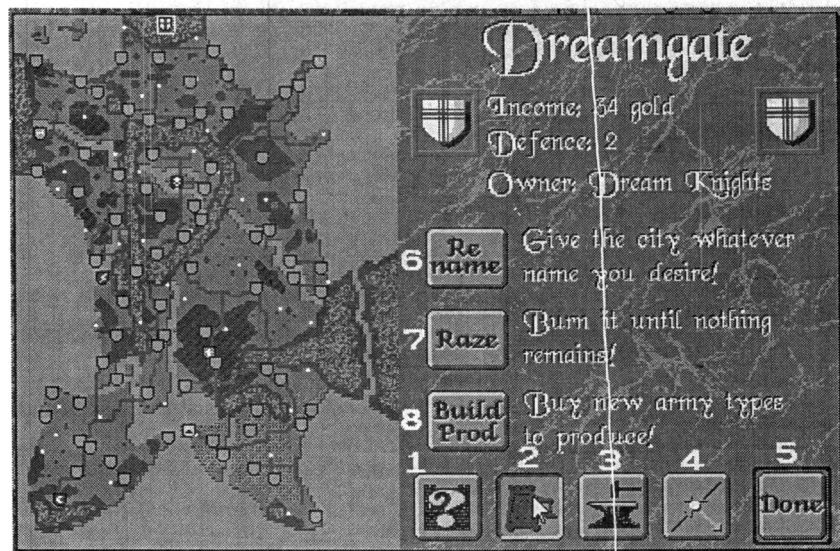 Dreamgate
Income: 34 gold
Defence: 2
Owner: Dream Knights
6 Re name Give the city whatever
name you desire!
7 Raze Burn it until nothing
remains!
8 Build Prod Buy new army types
to produce!
1 2 3 4 5
?
Done